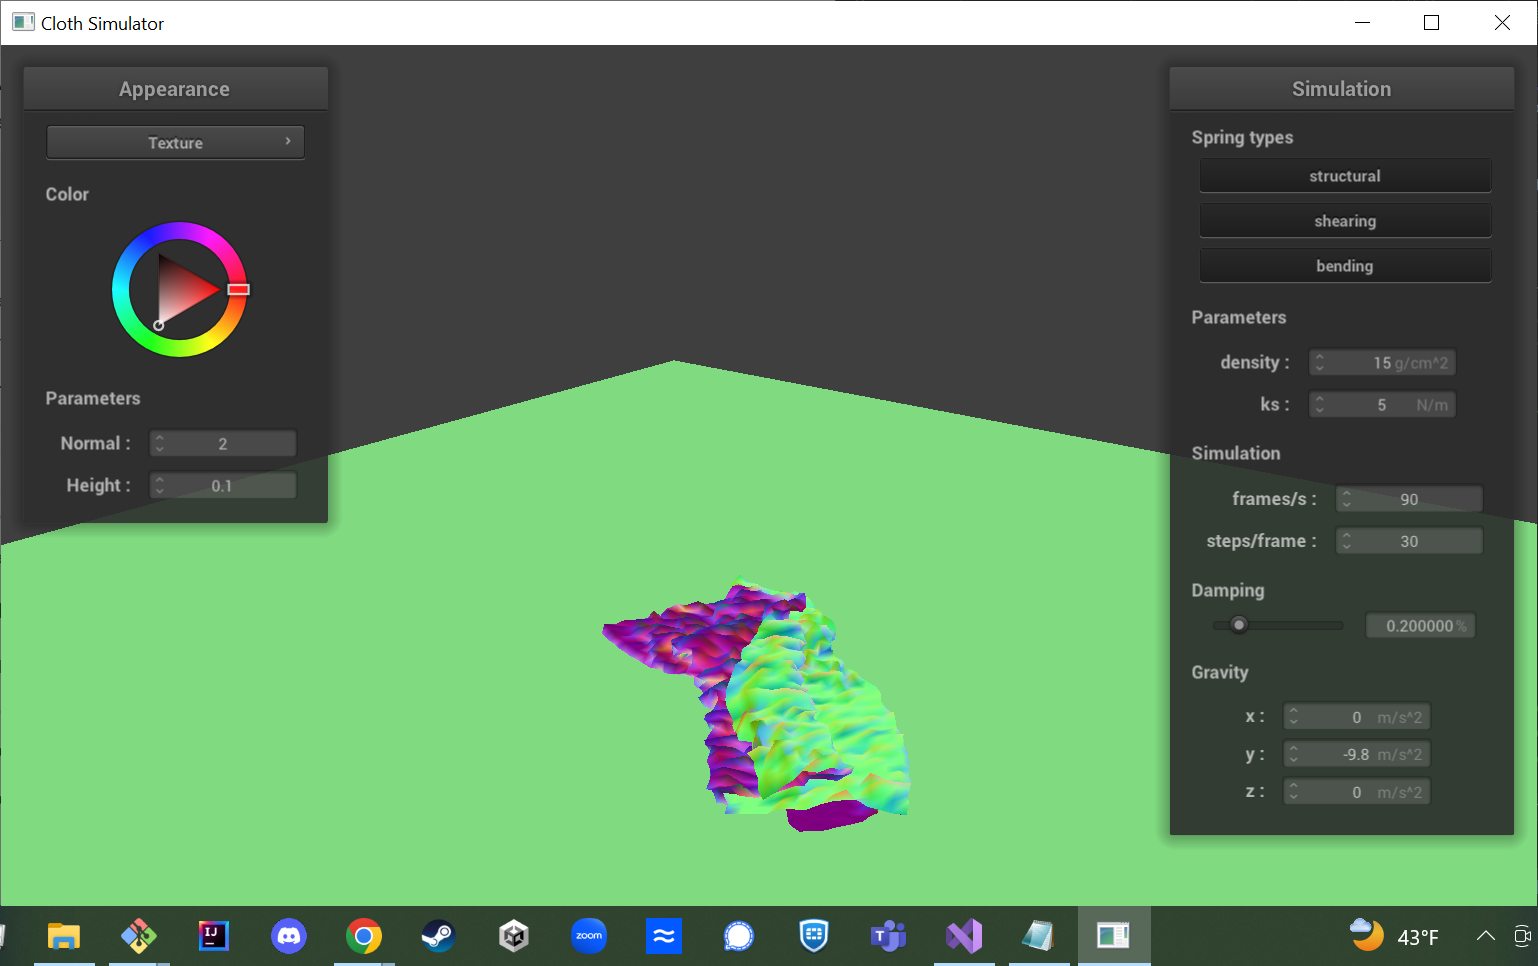 Cloth Simulator
Appearance
Texture
Color
Parameters
Normal : 2
Height : 0.1
Simulation
Spring types
structural
shearing
bending
Parameters
density : 15 g/cm^2
ks : 5 N/m
Simulation
frames/s : 90
steps/frame : 30
Damping
0.200000 %
Gravity
x : 0 m/s^2
y : -9.8 m/s^2
z : 0 m/s^2
IJ
zoom
T
43°F